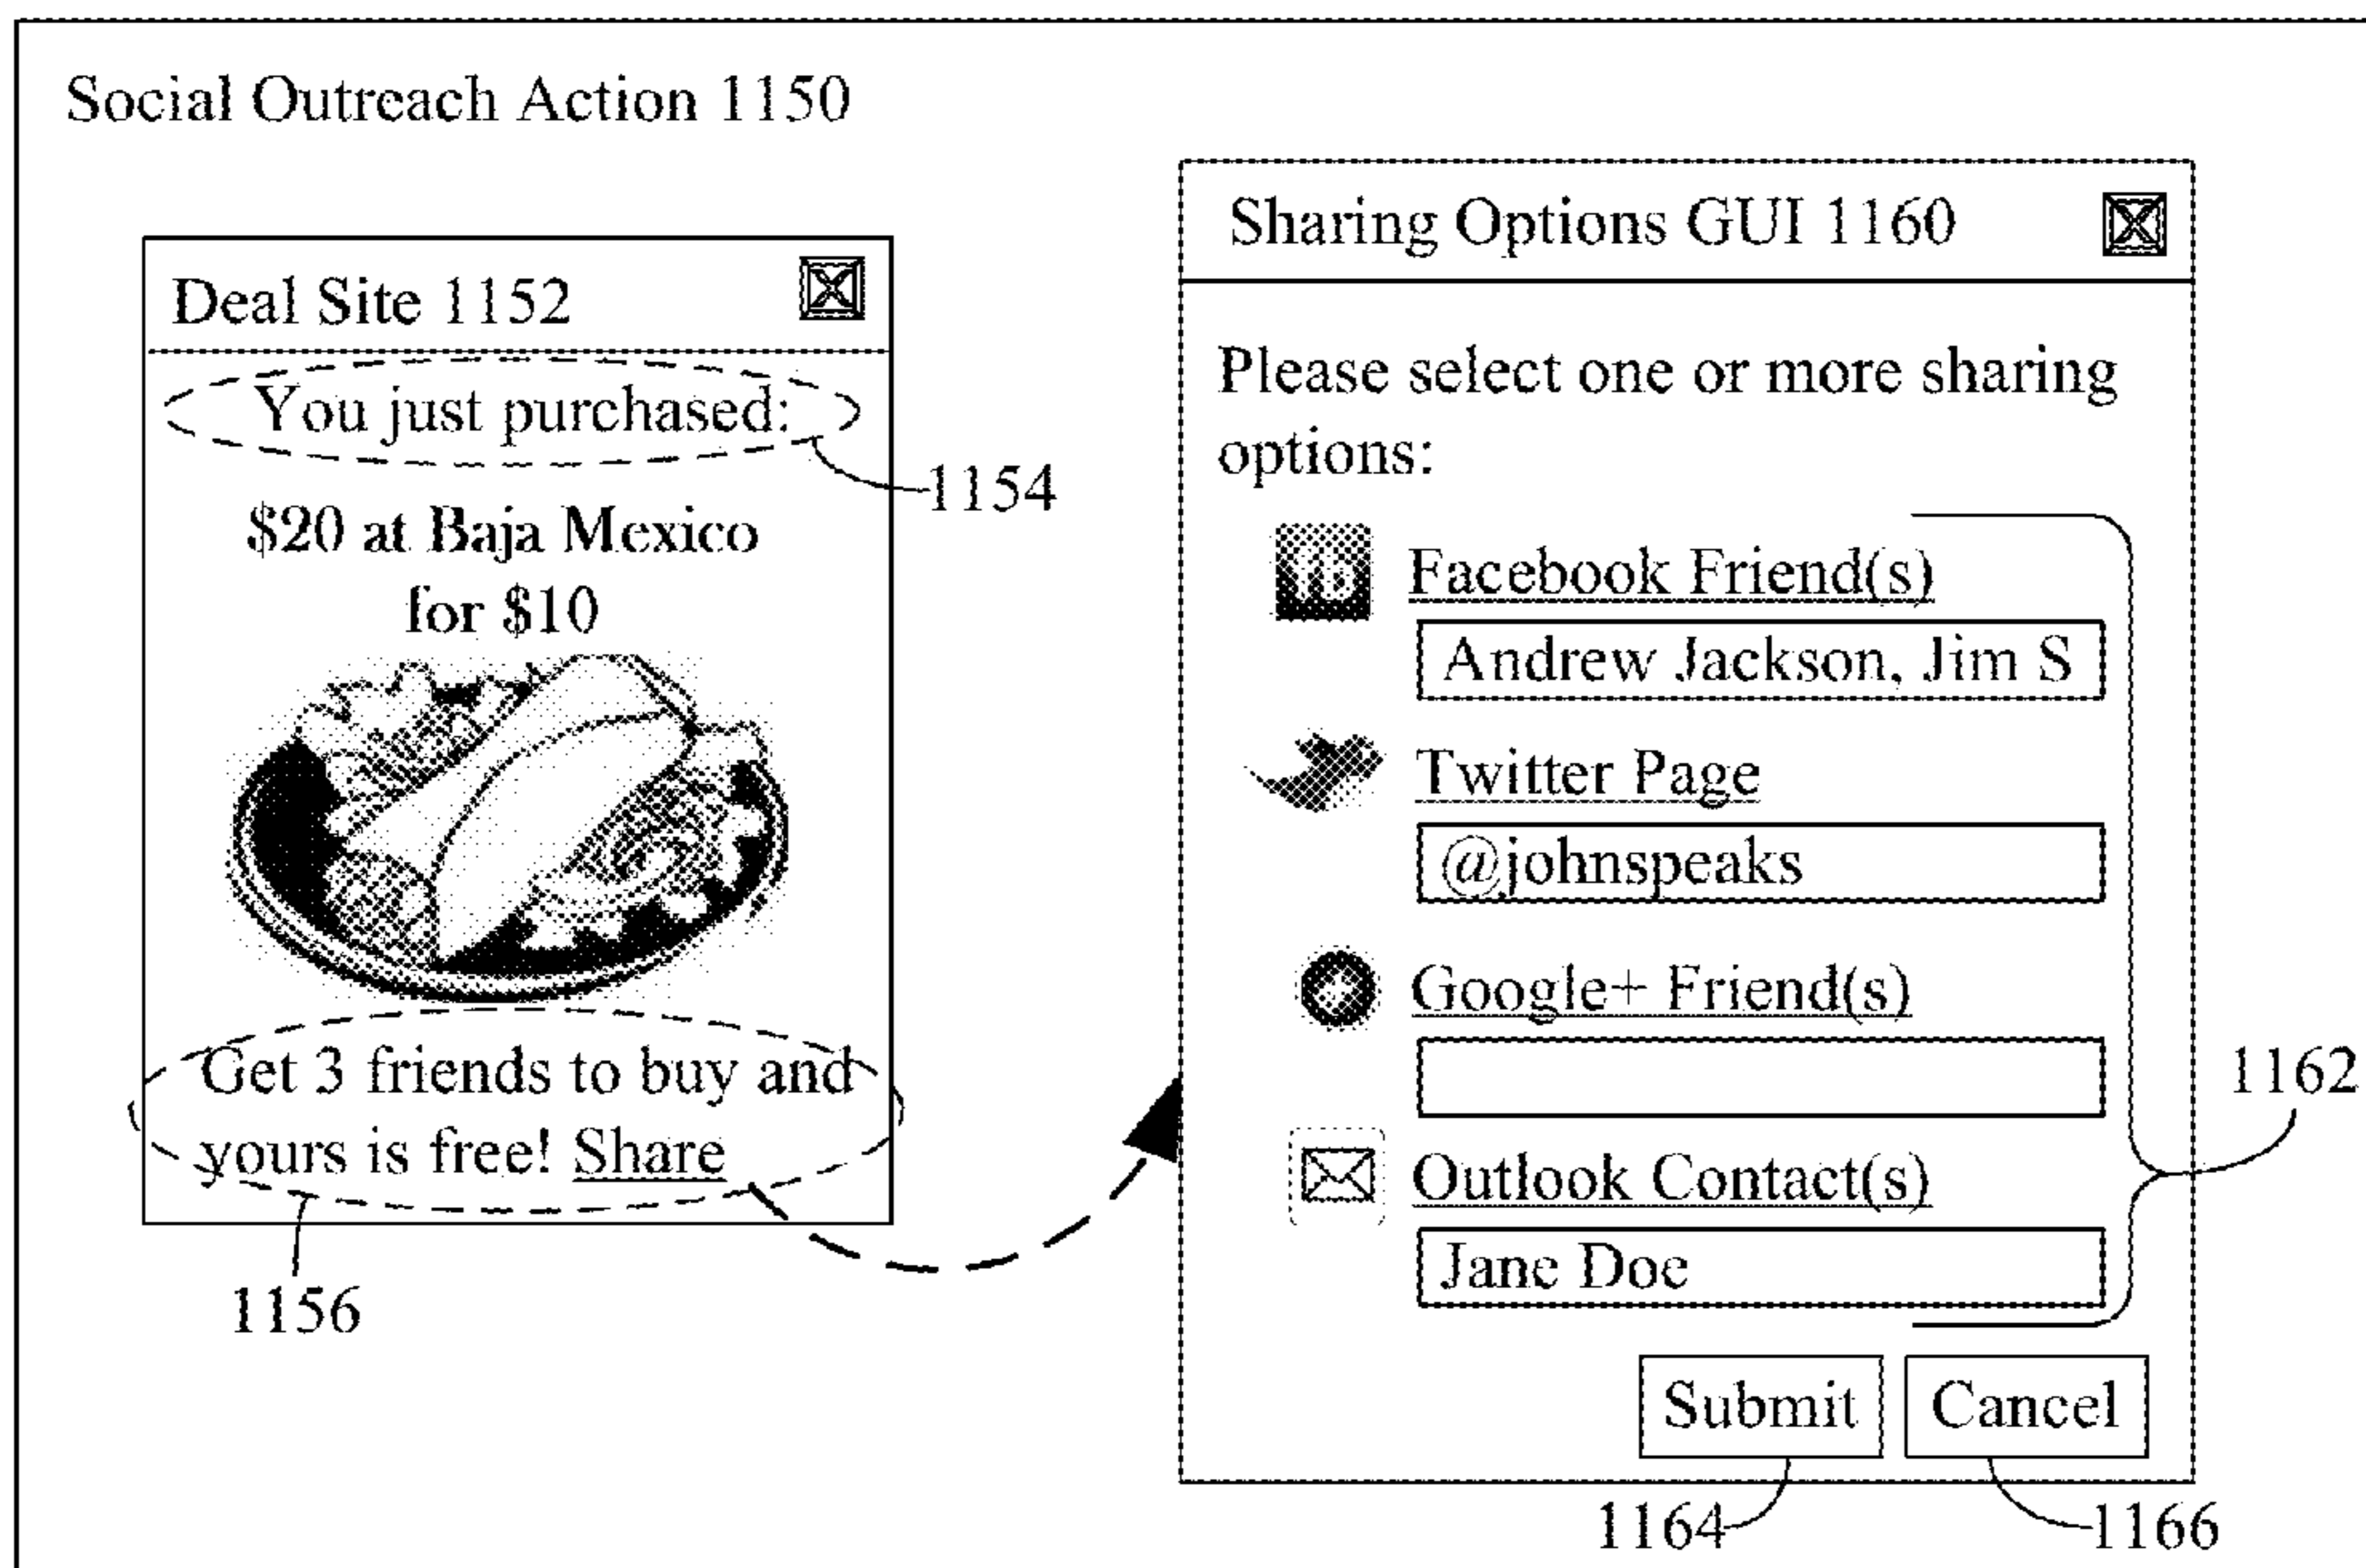 Social Outreach Action 1150
Deal Site 1152
You just purchased:
1154
$20 at Baja Mexico
for $10
Get 3 friends to buy and
yours is free! Share
1156
Sharing Options GUI 1160
Please select one or more sharing
options:
Facebook Friend(s)
Andrew Jackson, Jim S
Twitter Page
@johnspeaks
Google+ Friend(s)
Outlook Contact(s)
Jane Doe
1162
Submit
Cancel
1164
1166